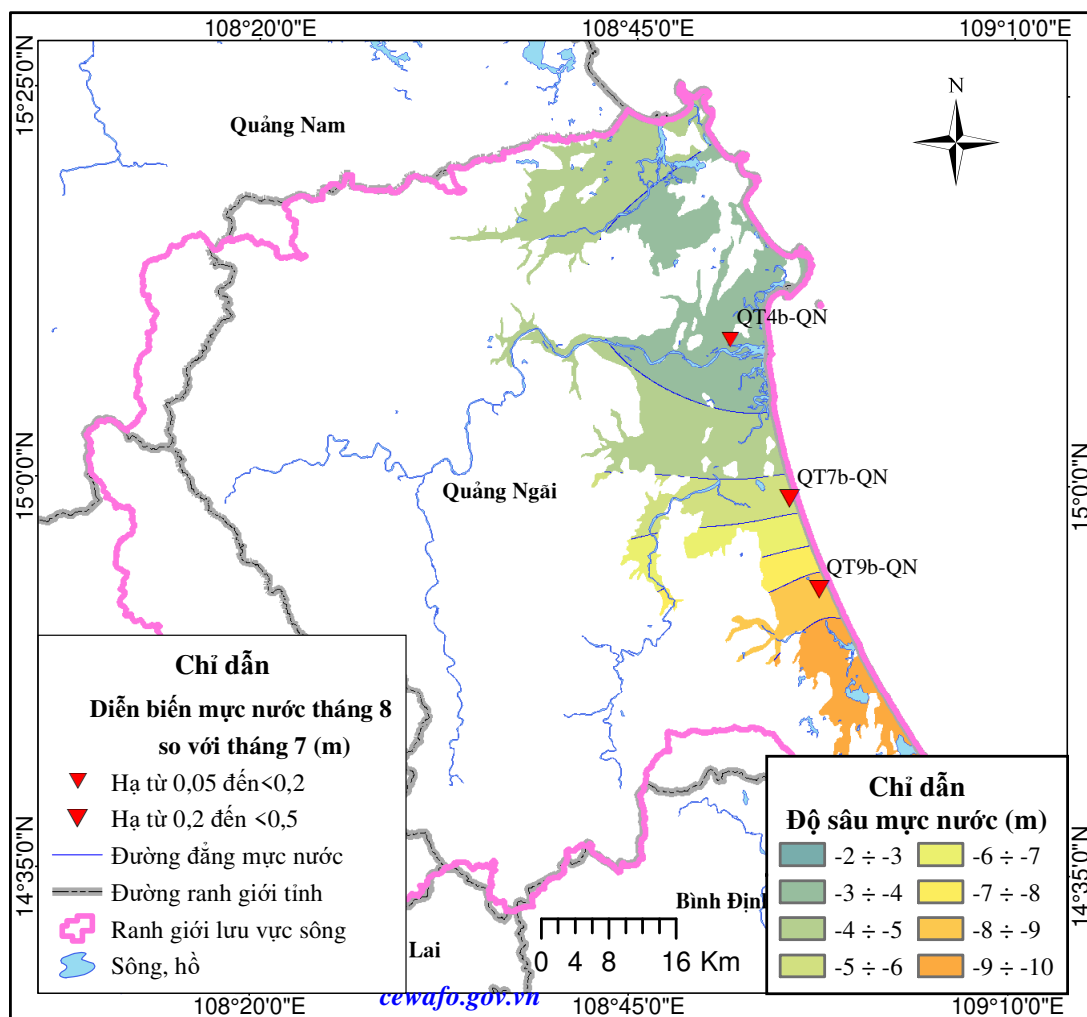 108°20'0"E 108°45'0"E 109°10'0"E
15°25'0"N
15°25'0"N
N
Quảng Nam
QT4b-QN
15°0'0"N
15°0'0"N
QT7b-QN
Quảng Ngãi
QT9b-QN
Chỉ dẫn
Diễn biến mực nước tháng 8
so với tháng 7 (m)
Hạ từ 0,05 đến<0,2
Hạ từ 0,2 đến <0,5
Đường đẳng mực nước
Đường ranh giới tỉnh
Ranh giới lưu vực sông
Sông, hồ
14°35'0"N
14°35'0"N
Bình Định
Lai
0 4 8 16 Km
Chỉ dẫn
Độ sâu mực nước (m)
-2 ÷ -3
-3 ÷ -4
-4 ÷ -5
-5 ÷ -6
-6 ÷ -7
-7 ÷ -8
-8 ÷ -9
-9 ÷ -10
cewafo.gov.vn
108°20'0"E 108°45'0"E 109°10'0"E